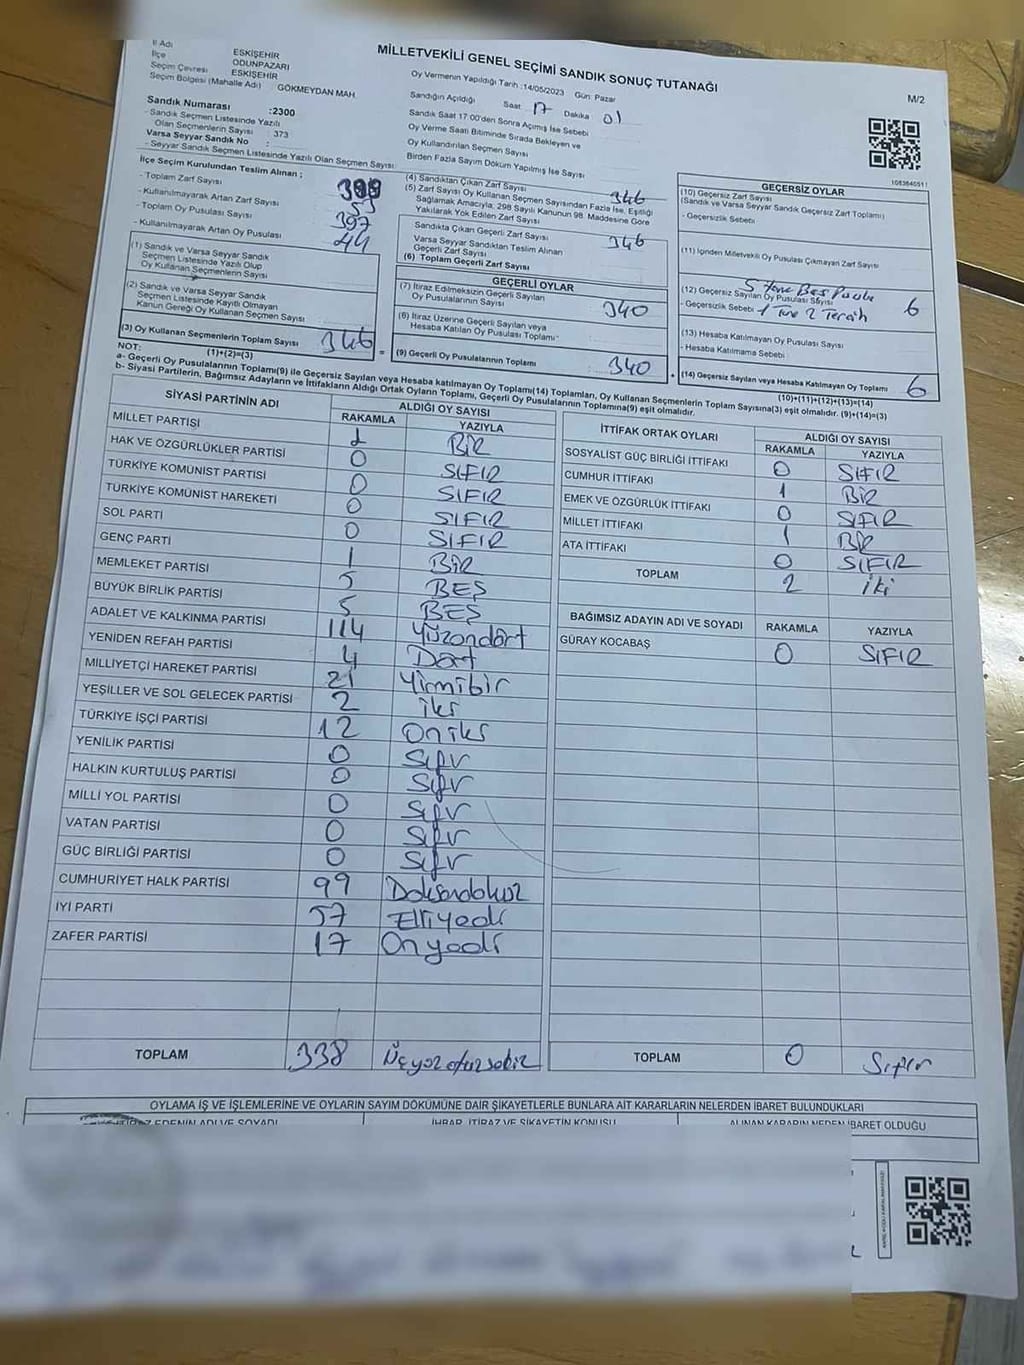 MİLLETVEKİLİ GENEL SEÇİMİ SANDIK SONUÇ TUTANAĞI
M/2
İl Adı ESKİŞEHİR
İlçe ODUNPAZARI
Seçim Çevresi ESKİŞEHİR
Seçim Bölgesi (Mahalle Adı) GÖKMEYDAN MAH.
Sandık Numarası :2300
- Sandık Seçmen Listesinde Yazılı
Olan Seçmenlerin Sayısı : 373
Varsa Seyyar Sandık No :
- Seyyar Sandık Seçmen Listesinde Yazılı Olan Seçmen Sayısı
Oy Vermenin Yapıldığı Tarih :14/05/2023 Gün: Pazar
Sandığın Açıldığı Saat 17 Dakika 01
Sandık Saat 17:00'den Sonra Açılmış İse Sebebi
Oy Verme Saati Bitiminde Sırada Bekleyen ve
Oy Kullandırılan Seçmen Sayısı
Birden Fazla Sayım Döküm Yapılmış İse Sayısı
İlçe Seçim Kurulundan Teslim Alınan ;
- Toplam Zarf Sayısı
- Kullanılmayarak Artan Zarf Sayısı 53
- Toplam Oy Pusulası Sayısı 397
- Kullanılmayarak Artan Oy Pusulası 44
(1) Sandık ve Varsa Seyyar Sandık
Seçmen Listesinde Yazılı Olup
Oy Kullanan Seçmenlerin Sayısı
(2) Sandık ve Varsa Seyyar Sandık
Seçmen Listesinde Kayıtlı Olmayan
Kanun Gereği Oy Kullanan Seçmen Sayısı
(3) Oy Kullanan Seçmenlerin Toplam Sayısı 346
(1)+(2)=(3)
(4) Sandıktan Çıkan Zarf Sayısı 346
(5) Zarf Sayısı Oy Kullanan Seçmen Sayısından Fazla İse, Eşitliği
Sağlamak Amacıyla; 298 Sayılı Kanunun 98. Maddesine Göre
Yakılarak Yok Edilen Zarf Sayısı
Sandıkta Çıkan Geçerli Zarf Sayısı 346
Varsa Seyyar Sandıktan Teslim Alınan
Geçerli Zarf Sayısı
(6) Toplam Geçerli Zarf Sayısı
GEÇERLİ OYLAR
(7) İtiraz Edilmeksizin Geçerli Sayılan
Oy Pusulalarının Sayısı 340
(8) İtiraz Üzerine Geçerli Sayılan veya
Hesaba Katılan Oy Pusulası Toplamı
= (9) Geçerli Oy Pusulalarının Toplamı : 340
GEÇERSİZ OYLAR
(10) Geçersiz Zarf Sayısı
(Sandık ve Varsa Seyyar Sandık Geçersiz Zarf Toplamı)
- Geçersizlik Sebebi
(11) İçinden Milletvekili Oy Pusulası Çıkmayan Zarf Sayısı
(12) Geçersiz Sayılan Oy Pusulası Sayısı 5 tane Boş Pusula 6
- Geçersizlik Sebebi 1 Tane 2 Tercih
(13) Hesaba Katılmayan Oy Pusulası Sayısı
- Hesaba Katılmama Sebebi
+ (14) Geçersiz Sayılan veya Hesaba Katılmayan Oy Toplamı 6
(10)+(11)+(12)+(13)=(14)
NOT:
a- Geçerli Oy Pusulalarının Toplamı(9) ile Geçersiz Sayılan veya Hesaba katılmayan Oy Toplamı(14) Toplamları, Oy Kullanan Seçmenlerin Toplam Sayısına(3) eşit olmalıdır. (9)+(14)=(3)
b- Siyasi Partilerin, Bağımsız Adayların ve İttifakların Aldığı Ortak Oyların Toplamı, Geçerli Oy Pusulalarının Toplamına(9) eşit olmalıdır.
SİYASİ PARTİNİN ADI ALDIĞI OY SAYISI
RAKAMLA YAZIYLA
MİLLET PARTİSİ 1 BİR
HAK VE ÖZGÜRLÜKLER PARTİSİ 0 SIFIR
TÜRKİYE KOMÜNİST PARTİSİ 0 SIFIR
TÜRKİYE KOMÜNİST HAREKETİ 0 SIFIR
SOL PARTİ 0 SIFIR
GENÇ PARTİ 1 BİR
MEMLEKET PARTİSİ 5 BEŞ
BÜYÜK BİRLİK PARTİSİ 5 BEŞ
ADALET VE KALKINMA PARTİSİ 114 Yüzondört
YENİDEN REFAH PARTİSİ 4 Dört
MİLLİYETÇİ HAREKET PARTİSİ 21 Yirmibir
YEŞİLLER VE SOL GELECEK PARTİSİ 2 iki
TÜRKİYE İŞÇİ PARTİSİ 12 Oniki
YENİLİK PARTİSİ 0 Sıfır
HALKIN KURTULUŞ PARTİSİ 0 Sıfır
MİLLİ YOL PARTİSİ 0 Sıfır
VATAN PARTİSİ 0 Sıfır
GÜÇ BİRLİĞİ PARTİSİ 0 Sıfır
CUMHURİYET HALK PARTİSİ 99 Doksandokuz
İYİ PARTİ 57 Elliyedi
ZAFER PARTİSİ 17 Onyedi
TOPLAM 338 Üçyüzotuzsekiz
İTTİFAK ORTAK OYLARI ALDIĞI OY SAYISI
RAKAMLA YAZIYLA
SOSYALİST GÜÇ BİRLİĞİ İTTİFAKI 0 SIFIR
CUMHUR İTTİFAKI 1 BİR
EMEK VE ÖZGÜRLÜK İTTİFAKI 0 SIFIR
MİLLET İTTİFAKI 1 BİR
ATA İTTİFAKI 0 SIFIR
TOPLAM 2 iki
BAĞIMSIZ ADAYIN ADI VE SOYADI RAKAMLA YAZIYLA
GÜRAY KOCABAŞ 0 SIFIR
TOPLAM 0 Sıfır
OYLAMA İŞ VE İŞLEMLERİNE VE OYLARIN SAYIM DÖKÜMÜNE DAİR ŞİKAYETLERLE BUNLARA AİT KARARLARIN NELERDEN İBARET BULUNDUKLARI
EDENİN ADI VE SOYADI İHBAR, İTİRAZ VE ŞİKAYETİN KONUSU ALINAN KARARIN NEDEN İBARET OLDUĞU